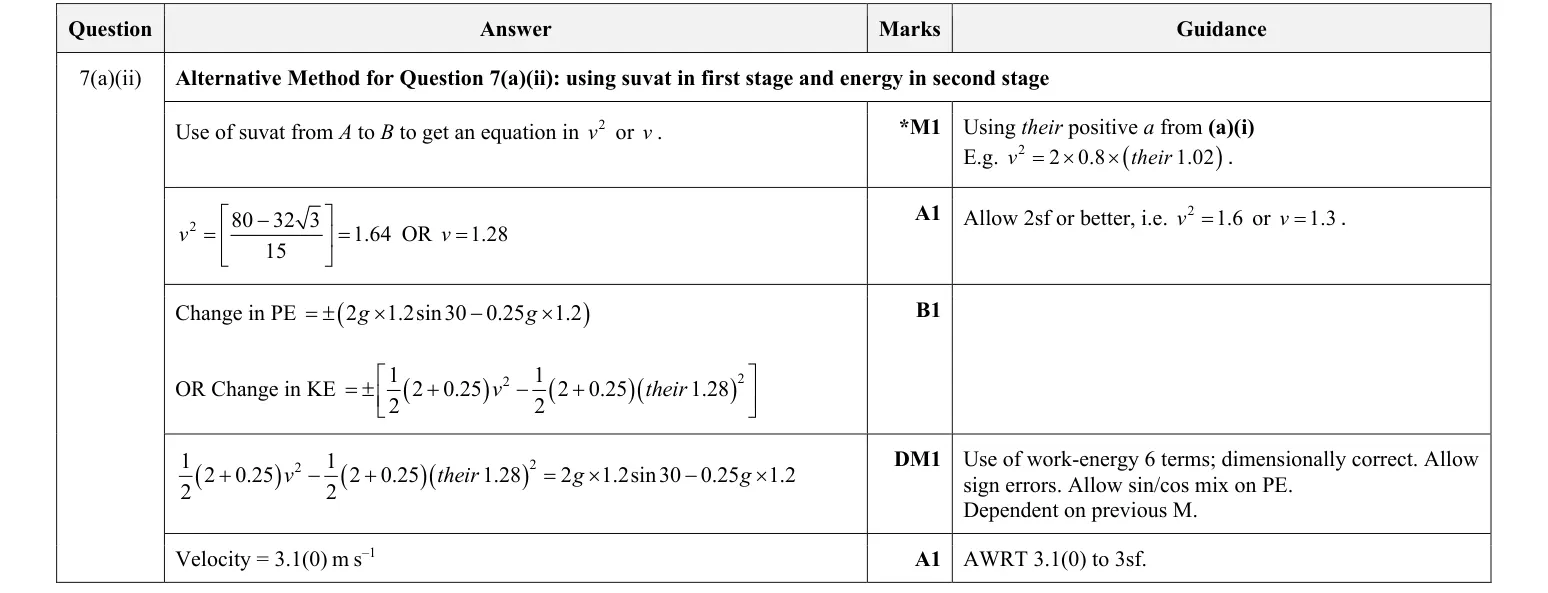 Question Answer Marks Guidance
7(a)(ii) Alternative Method for Question 7(a)(ii): using suvat in first stage and energy in second stage
Use of suvat from A to B to get an equation in v² or v . *M1 Using their positive a from (a)(i)
E.g. v² = 2×0.8×(their 1.02) .
v² = [(80 − 32√3)/15] = 1.64 OR v = 1.28 A1 Allow 2sf or better, i.e. v² = 1.6 or v = 1.3 .
Change in PE = ±(2g ×1.2sin30 − 0.25g ×1.2) B1
OR Change in KE = ±[1/2(2 + 0.25)v² − 1/2(2 + 0.25)(their 1.28)²]
1/2(2 + 0.25)v² − 1/2(2 + 0.25)(their 1.28)² = 2g ×1.2sin30 − 0.25g ×1.2 DM1 Use of work-energy 6 terms; dimensionally correct. Allow
sign errors. Allow sin/cos mix on PE.
Dependent on previous M.
Velocity = 3.1(0) m s⁻¹ A1 AWRT 3.1(0) to 3sf.